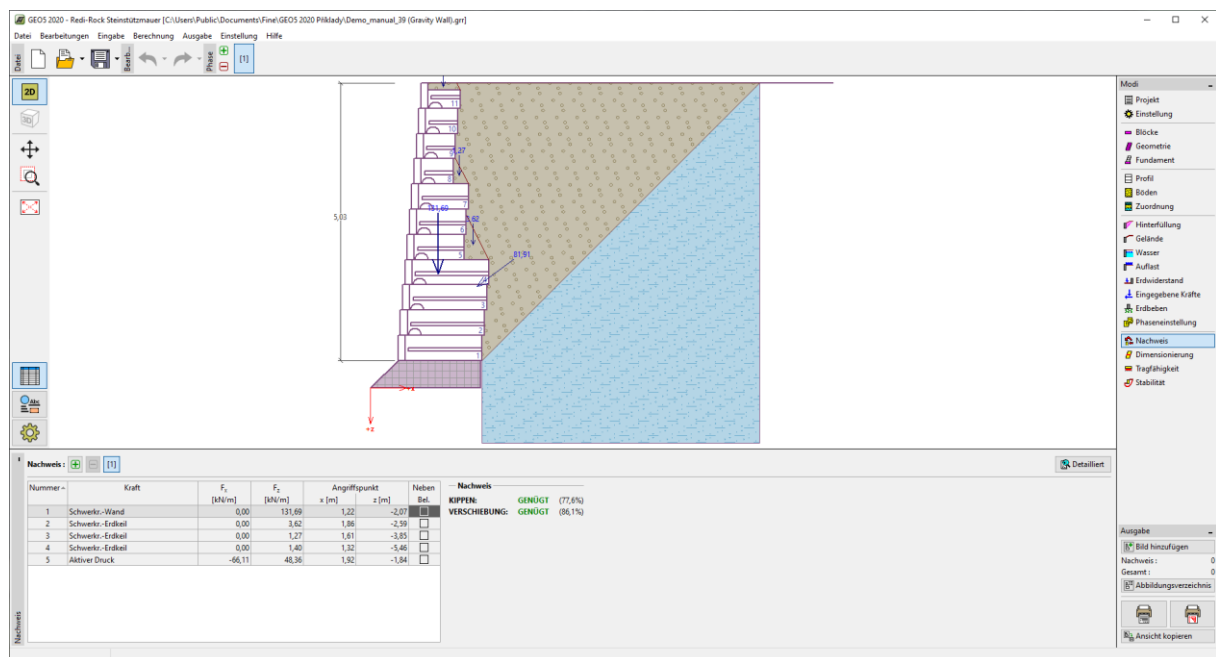 GEO5 2020 - Redi-Rock Steinstützmauer [C:\Users\Public\Documents\Fine\GEO5 2020 Příklady\Demo_manual_39 (Gravity Wall).grr]
Datei Bearbeitungen Eingabe Berechnung Ausgabe Einstellung Hilfe
Datei
Bearb...
Phase
[1]
2D
3D
11
10
9
1,27
8
7
131,69
1,62
6
5
81,91
4
3
2
1
5,03
+x
+z
Modi
Projekt
Einstellung
Blöcke
Geometrie
Fundament
Profil
Böden
Zuordnung
Hinterfüllung
Gelände
Wasser
Auflast
Erdwiderstand
Eingegebene Kräfte
Erdbeben
Phaseneinstellung
Nachweis
Dimensionierung
Tragfähigkeit
Stabilität
Nachweis : [1] Detailliert
Nummer Kraft Fx Fz Angriffspunkt Neben
[kN/m] [kN/m] x [m] z [m] Bel.
1 Schwerkr.-Wand 0,00 131,69 1,22 -2,07
2 Schwerkr.-Erdkeil 0,00 3,62 1,86 -2,59
3 Schwerkr.-Erdkeil 0,00 1,27 1,61 -3,85
4 Schwerkr.-Erdkeil 0,00 1,40 1,32 -5,46
5 Aktiver Druck -66,11 48,36 1,92 -1,84
Nachweis
KIPPEN: GENÜGT (77,6%)
VERSCHIEBUNG: GENÜGT (86,1%)
Nachweis
Ausgabe
Bild hinzufügen
Nachweis : 0
Gesamt : 0
Abbildungsverzeichnis
Ansicht kopieren